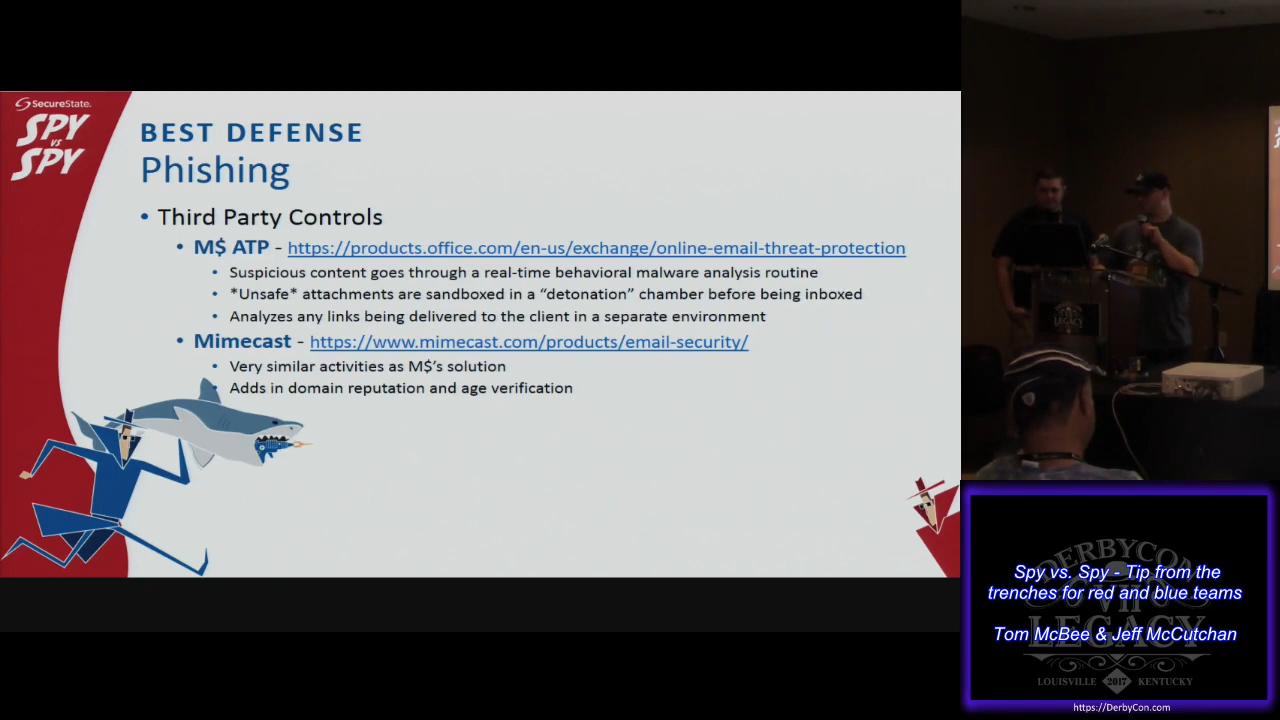 SecureState.
SPY
VS
SPY
BEST DEFENSE
Phishing
• Third Party Controls
• M$ ATP - https://products.office.com/en-us/exchange/online-email-threat-protection
• Suspicious content goes through a real-time behavioral malware analysis routine
• *Unsafe* attachments are sandboxed in a “detonation” chamber before being inboxed
• Analyzes any links being delivered to the client in a separate environment
• Mimecast - https://www.mimecast.com/products/email-security/
• Very similar activities as M$’s solution
• Adds in domain reputation and age verification
LEGACY
DERBYCON
VII
LEGACY
Spy vs. Spy - Tip from the
trenches for red and blue teams
Tom McBee & Jeff McCutchan
LOUISVILLE 2017 KENTUCKY
https://DerbyCon.com